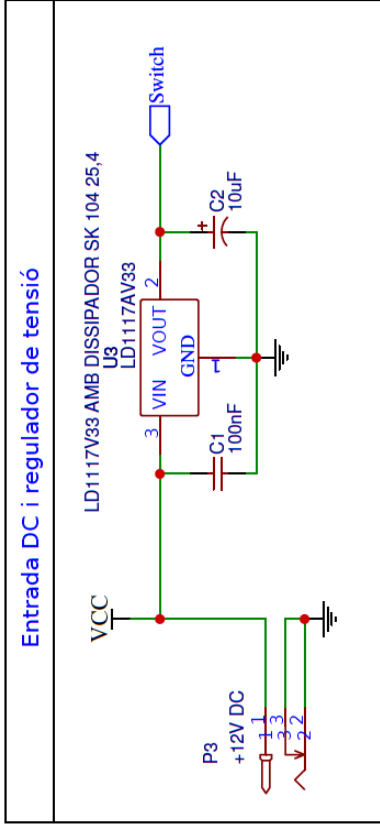 Entrada DC i regulador de tensió
LD1117V33 AMB DISSIPADOR SK 104 25,4
U3
LD1117AV33
VCC
3
VIN
VOUT
2
GND
1
Switch
C1
100nF
C2
10uF
+
P3
+12V DC
1
1
3
3
2
2